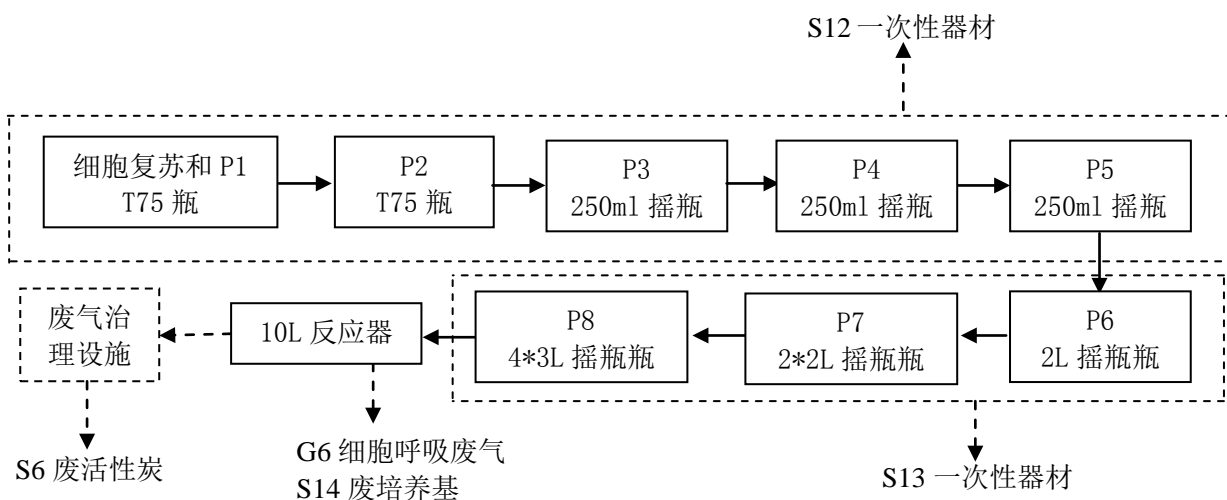 S12 一次性器材
细胞复苏和 P1
T75 瓶
P2
T75 瓶
P3
250ml 摇瓶
P4
250ml 摇瓶
P5
250ml 摇瓶
废气治
理设施
10L 反应器
P8
4*3L 摇瓶瓶
P7
2*2L 摇瓶瓶
P6
2L 摇瓶瓶
S6 废活性炭
G6 细胞呼吸废气
S14 废培养基
S13 一次性器材